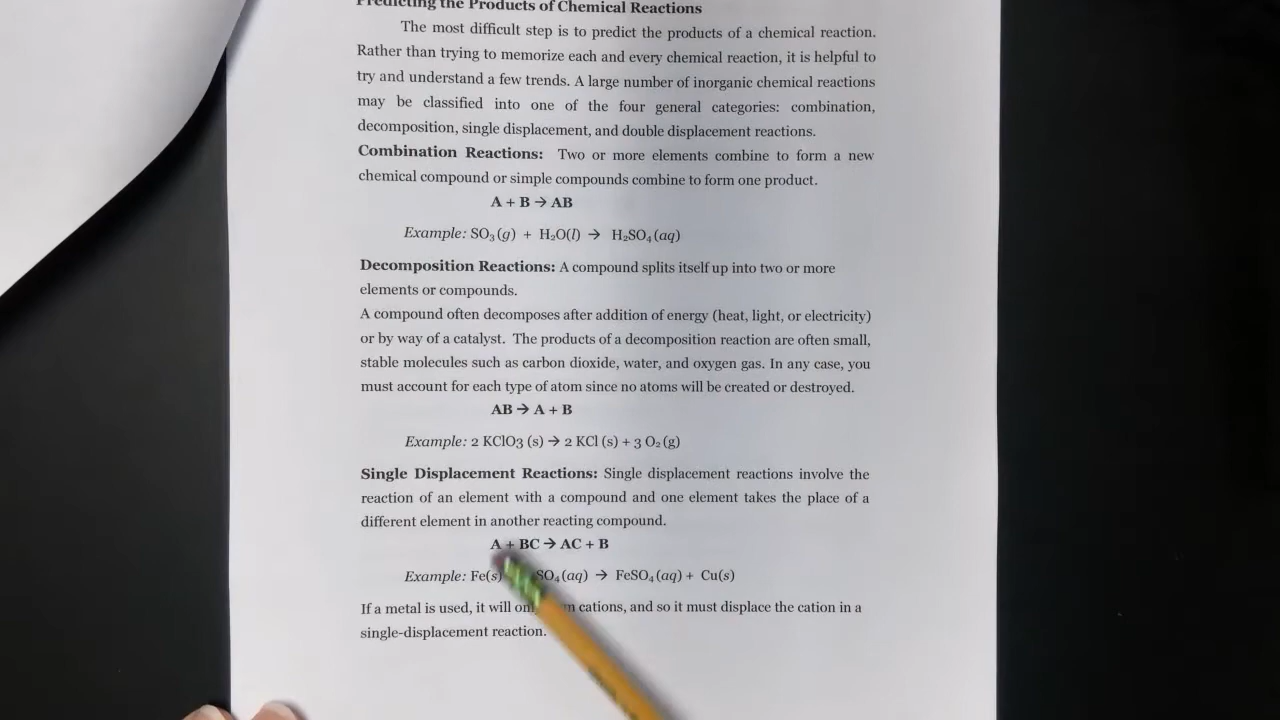 Predicting the Products of Chemical Reactions
The most difficult step is to predict the products of a chemical reaction.
Rather than trying to memorize each and every chemical reaction, it is helpful to
try and understand a few trends. A large number of inorganic chemical reactions
may be classified into one of the four general categories: combination,
decomposition, single displacement, and double displacement reactions.
Combination Reactions: Two or more elements combine to form a new
chemical compound or simple compounds combine to form one product.
A + B → AB
Example: SO₃(g) + H₂O(l) → H₂SO₄(aq)
Decomposition Reactions: A compound splits itself up into two or more
elements or compounds.
A compound often decomposes after addition of energy (heat, light, or electricity)
or by way of a catalyst. The products of a decomposition reaction are often small,
stable molecules such as carbon dioxide, water, and oxygen gas. In any case, you
must account for each type of atom since no atoms will be created or destroyed.
AB → A + B
Example: 2 KClO3 (s) → 2 KCl (s) + 3 O₂(g)
Single Displacement Reactions: Single displacement reactions involve the
reaction of an element with a compound and one element takes the place of a
different element in another reacting compound.
A + BC → AC + B
Example: Fe(s) SO₄(aq) → FeSO₄(aq) + Cu(s)
If a metal is used, it will cations, and so it must displace the cation in a
single-displacement reaction.